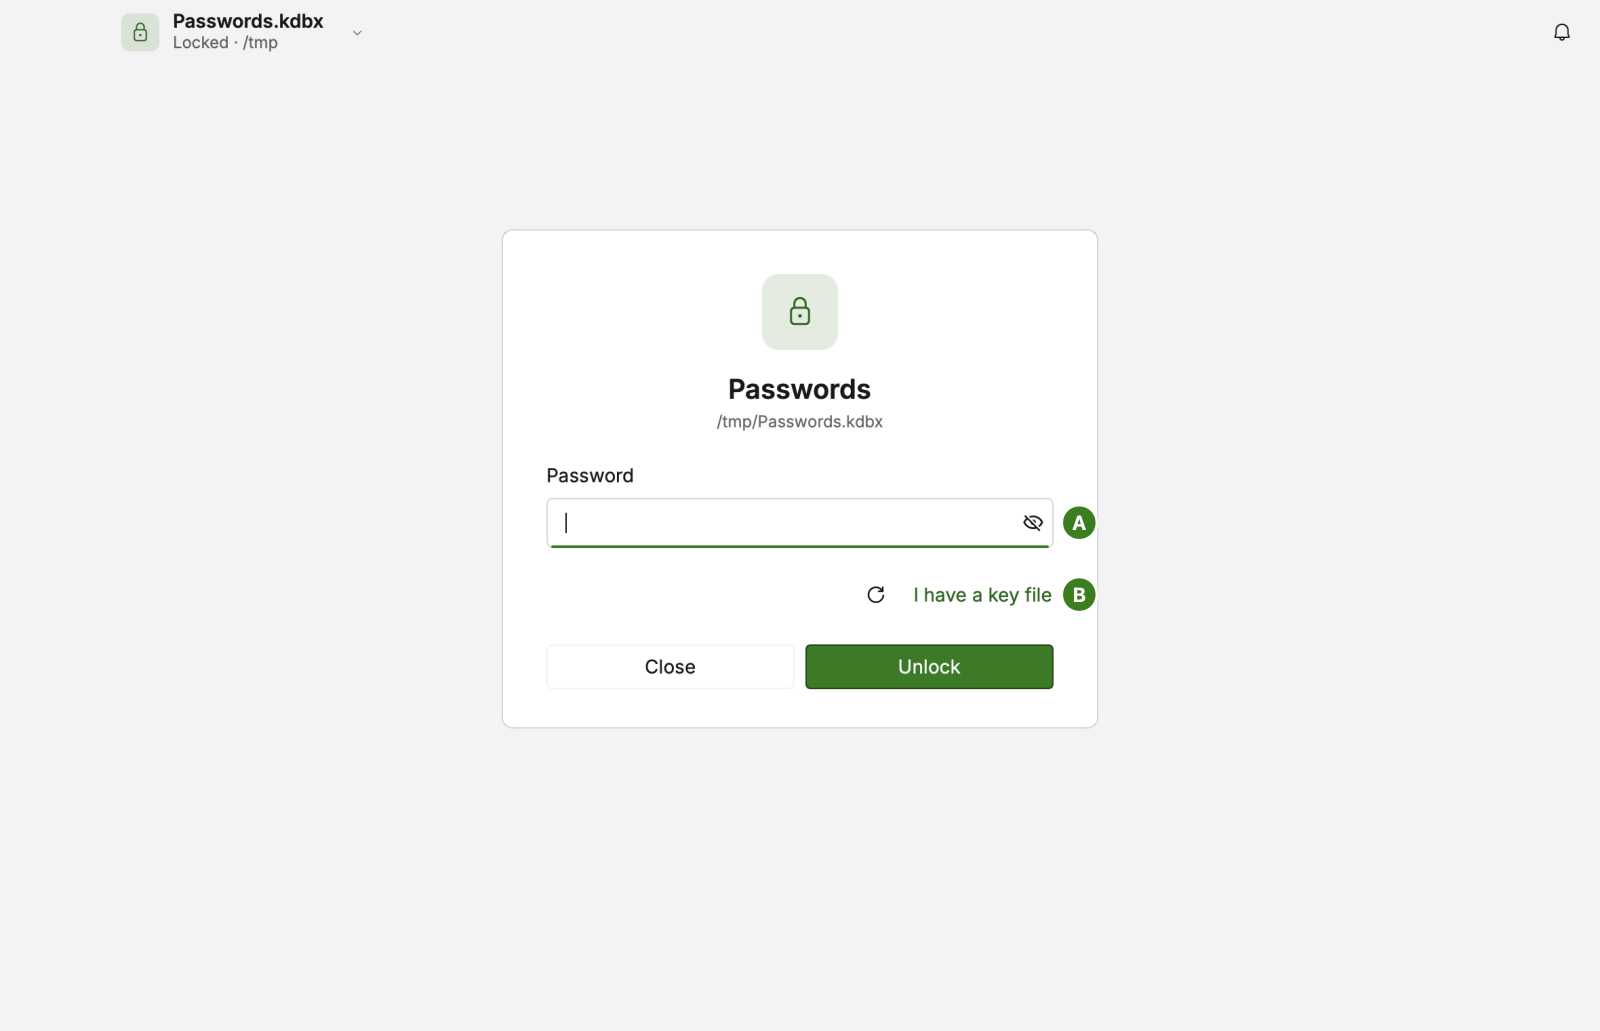 Passwords.kdbx
Locked · /tmp
Passwords
/tmp/Passwords.kdbx
Password
A
I have a key file
B
Close
Unlock